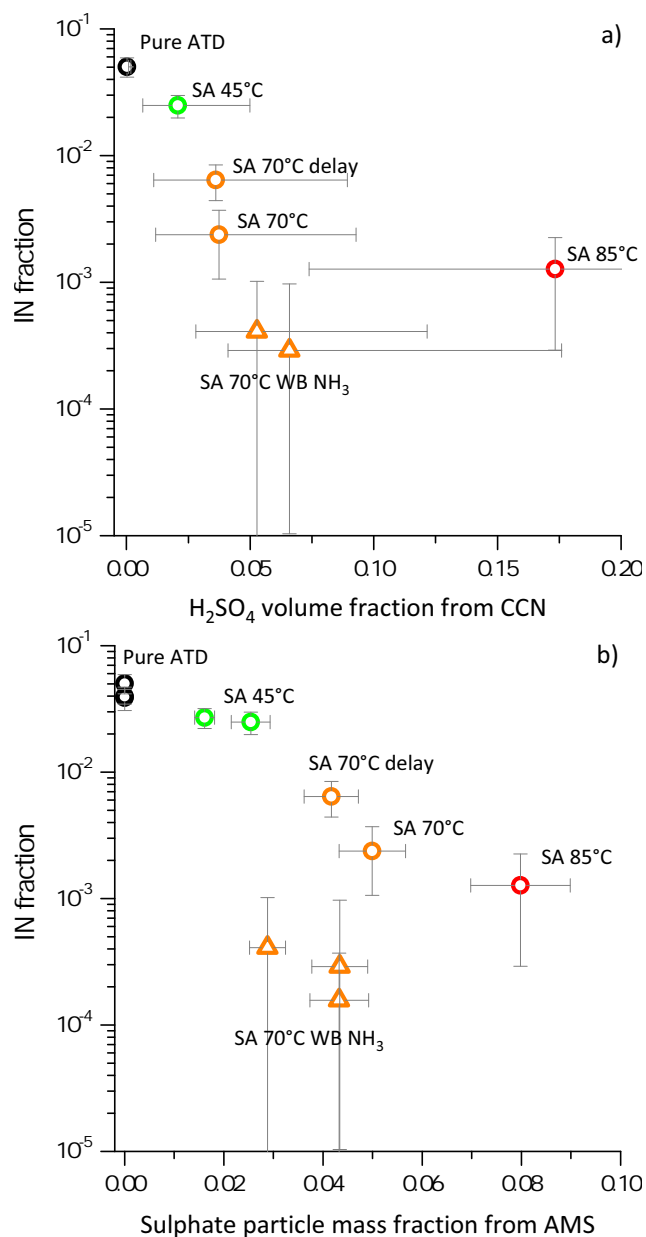 a)
10⁻¹
Pure ATD
SA 45°C
10⁻²
SA 70°C delay
SA 70°C
SA 85°C
IN fraction
10⁻³
SA 70°C WB NH₃
10⁻⁴
10⁻⁵
0.00 0.05 0.10 0.15 0.20
H₂SO₄ volume fraction from CCN
b)
10⁻¹
Pure ATD
SA 45°C
10⁻²
SA 70°C delay
SA 70°C
SA 85°C
IN fraction
10⁻³
10⁻⁴
SA 70°C WB NH₃
10⁻⁵
0.00 0.02 0.04 0.06 0.08 0.10
Sulphate particle mass fraction from AMS